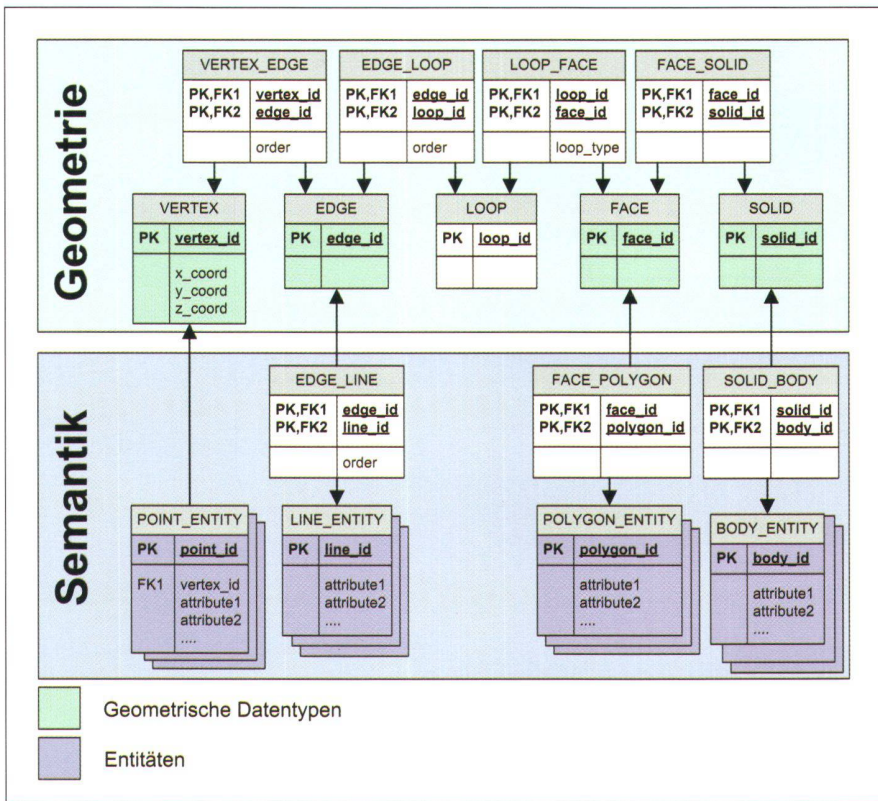 Geometrie
VERTEX_EDGE
PK,FK1 vertex_id
PK,FK2 edge_id
order
EDGE_LOOP
PK,FK1 edge_id
PK,FK2 loop_id
order
LOOP_FACE
PK,FK1 loop_id
PK,FK2 face_id
loop_type
FACE_SOLID
PK,FK1 face_id
PK,FK2 solid_id
VERTEX
PK vertex_id
x_coord
y_coord
z_coord
EDGE
PK edge_id
LOOP
PK loop_id
FACE
PK face_id
SOLID
PK solid_id
Semantik
EDGE_LINE
PK,FK1 edge_id
PK,FK2 line_id
order
FACE_POLYGON
PK,FK1 face_id
PK,FK2 polygon_id
SOLID_BODY
PK,FK1 solid_id
PK,FK2 body_id
POINT_ENTITY
PK point_id
FK1 vertex_id
attribute1
attribute2
....
LINE_ENTITY
PK line_id
attribute1
attribute2
....
POLYGON_ENTITY
PK polygon_id
attribute1
attribute2
....
BODY_ENTITY
PK body_id
attribute1
attribute2
....
Geometrische Datentypen
Entitäten